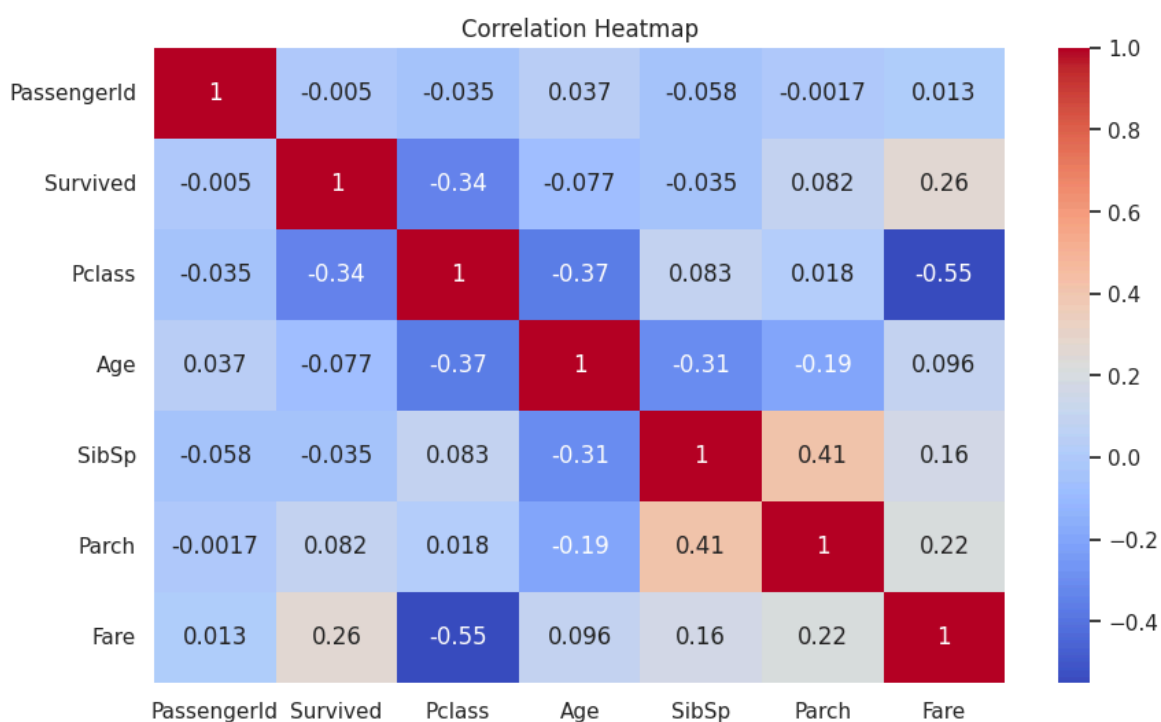 Correlation Heatmap
PassengerId 1 -0.005 -0.035 0.037 -0.058 -0.0017 0.013
Survived -0.005 1 -0.34 -0.077 -0.035 0.082 0.26
Pclass -0.035 -0.34 1 -0.37 0.083 0.018 -0.55
Age 0.037 -0.077 -0.37 1 -0.31 -0.19 0.096
SibSp -0.058 -0.035 0.083 -0.31 1 0.41 0.16
Parch -0.0017 0.082 0.018 -0.19 0.41 1 0.22
Fare 0.013 0.26 -0.55 0.096 0.16 0.22 1
PassengerId Survived Pclass Age SibSp Parch Fare
1.0
0.8
0.6
0.4
0.2
0.0
−0.2
−0.4